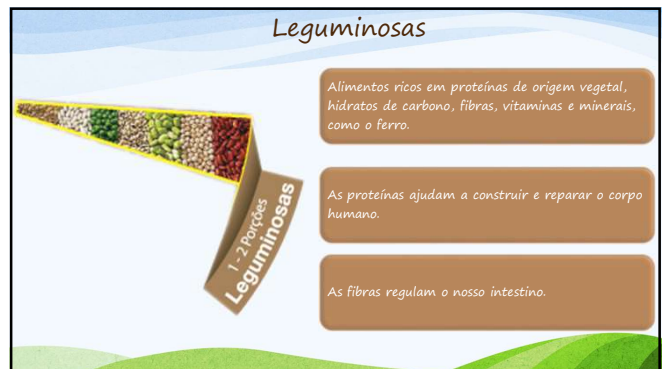 Leguminosas
Alimentos ricos em proteínas de origem vegetal,
hidratos de carbono, fibras, vitaminas e minerais,
como o ferro.
As proteínas ajudam a construir e reparar o corpo
humano.
1 - 2 Porções
Leguminosas
As fibras regulam o nosso intestino.